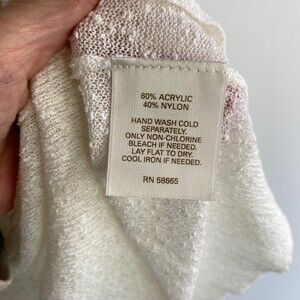 60% ACRYLIC
40% NYLON
HAND WASH COLD
SEPARATELY.
ONLY NON-CHLORINE
BLEACH IF NEEDED.
LAY FLAT TO DRY.
COOL IRON IF NEEDED.
RN 58665